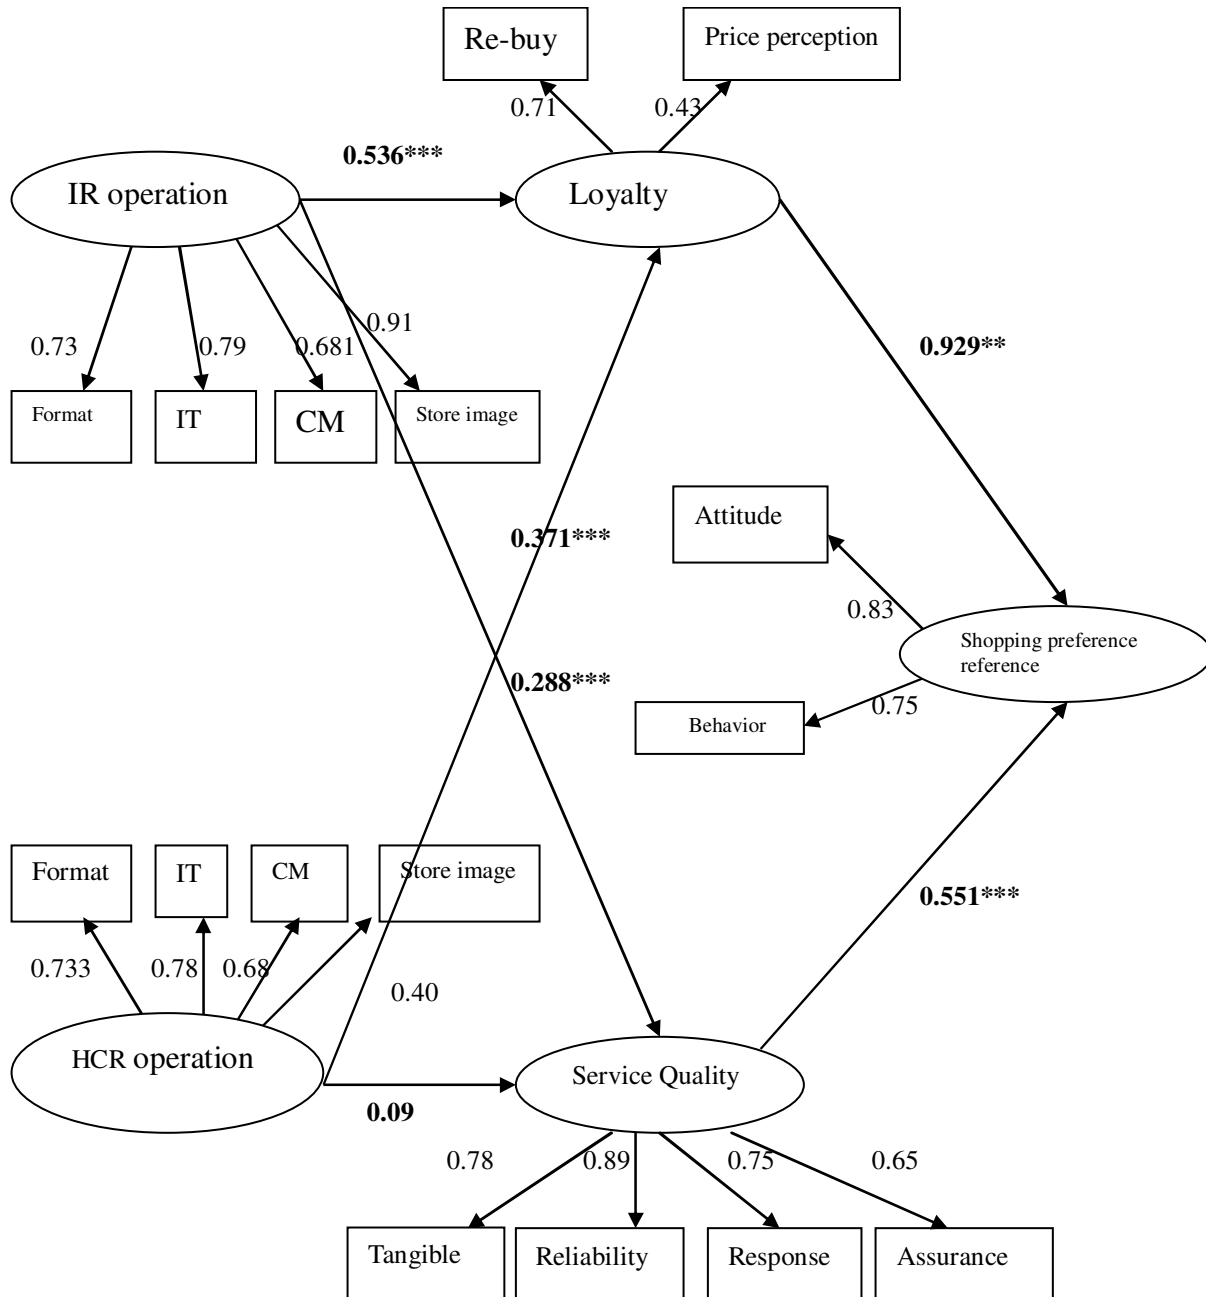 Re-buy
Price perception
0.71
0.43
0.536***
IR operation
Loyalty
0.73
0.79
0.681
0.91
0.929**
Format
IT
CM
Store image
Attitude
0.371***
0.83
Shopping preference
reference
0.288***
0.75
Behavior
Format
IT
CM
Store image
0.551***
0.733
0.78
0.68
0.40
HCR operation
Service Quality
0.09
0.78
0.89
0.75
0.65
Tangible
Reliability
Response
Assurance